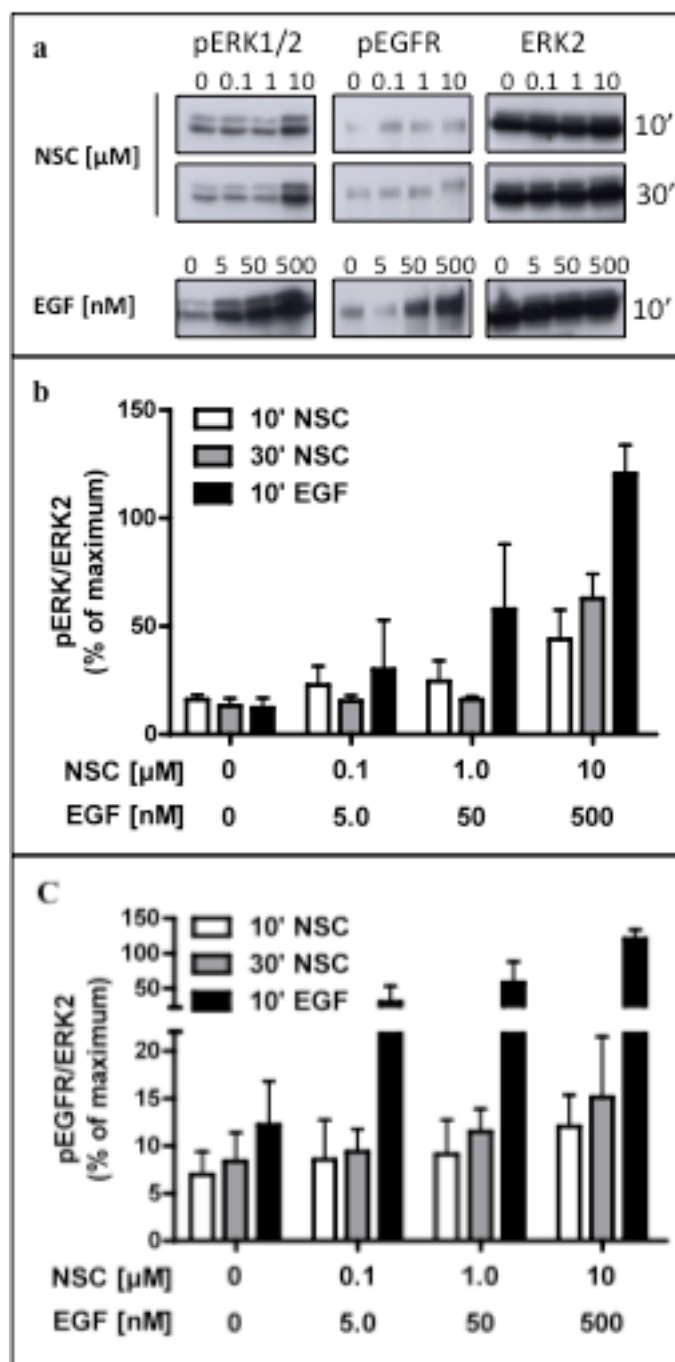 a
pERK1/2 pEGFR ERK2
0 0.1 1 10 0 0.1 1 10 0 0.1 1 10
10'
NSC [µM]
30'
0 5 50 500 0 5 50 500 0 5 50 500
EGF [nM]
10'
b
150
100
50
0
pERK/ERK2
(% of maximum)
10' NSC
30' NSC
10' EGF
NSC [µM] 0 0.1 1.0 10
EGF [nM] 0 5.0 50 500
C
150
100
50
20
15
10
5
0
pEGFR/ERK2
(% of maximum)
10' NSC
30' NSC
10' EGF
NSC [µM] 0 0.1 1.0 10
EGF [nM] 0 5.0 50 500